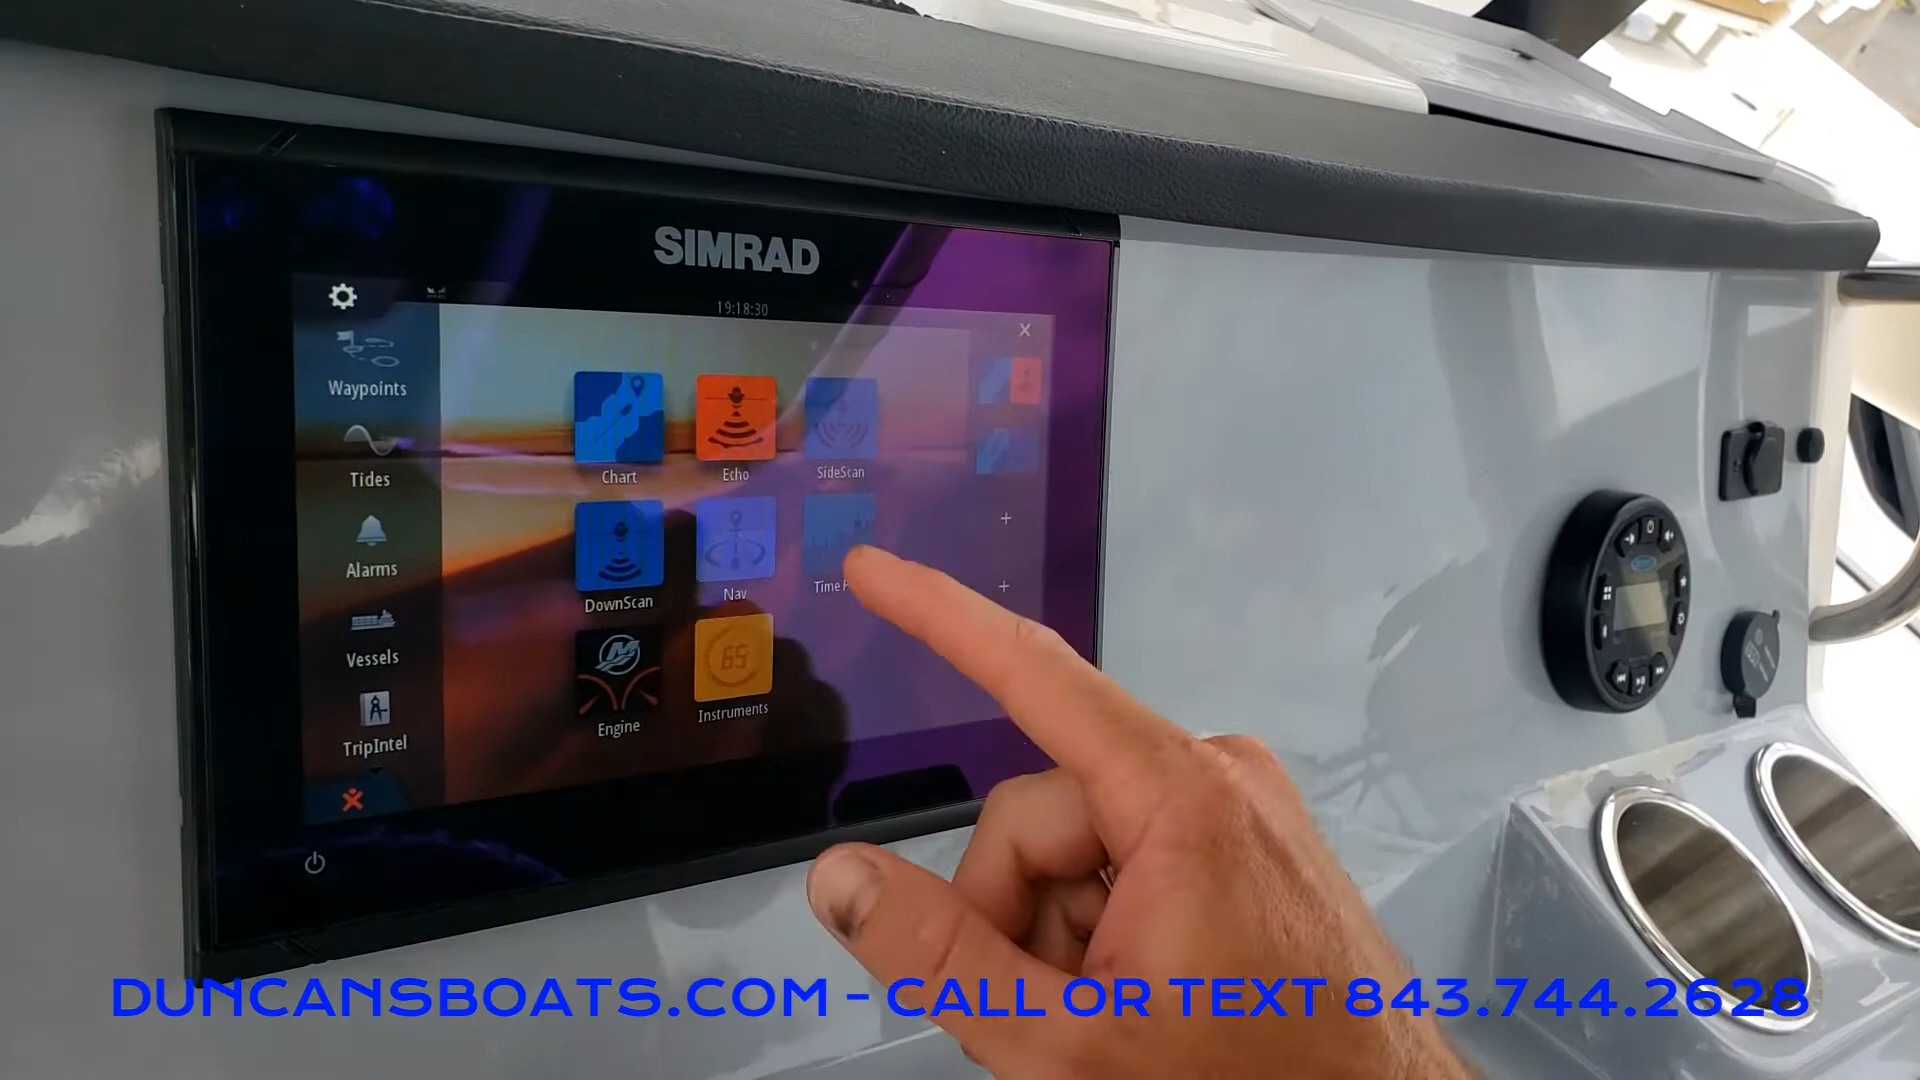 SIMRAD
19:18:30
X
Waypoints
Tides
Alarms
Vessels
TripIntel
Chart
Echo
SideScan
DownScan
Nav
Time P
Engine
65
Instruments
DUNCANSBOATS.COM - CALL OR TEXT 843.744.2628